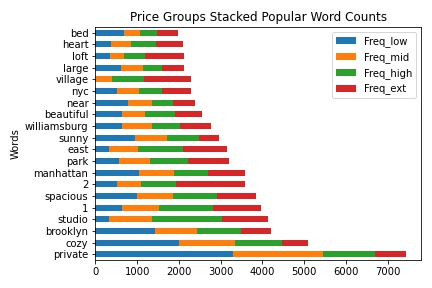 Price Groups Stacked Popular Word Counts
Freq_low
Freq_mid
Freq_high
Freq_ext
Words
bed
heart
loft
large
village
nyc
near
beautiful
williamsburg
sunny
east
park
manhattan
2
spacious
1
studio
brooklyn
cozy
private
0 1000 2000 3000 4000 5000 6000 7000